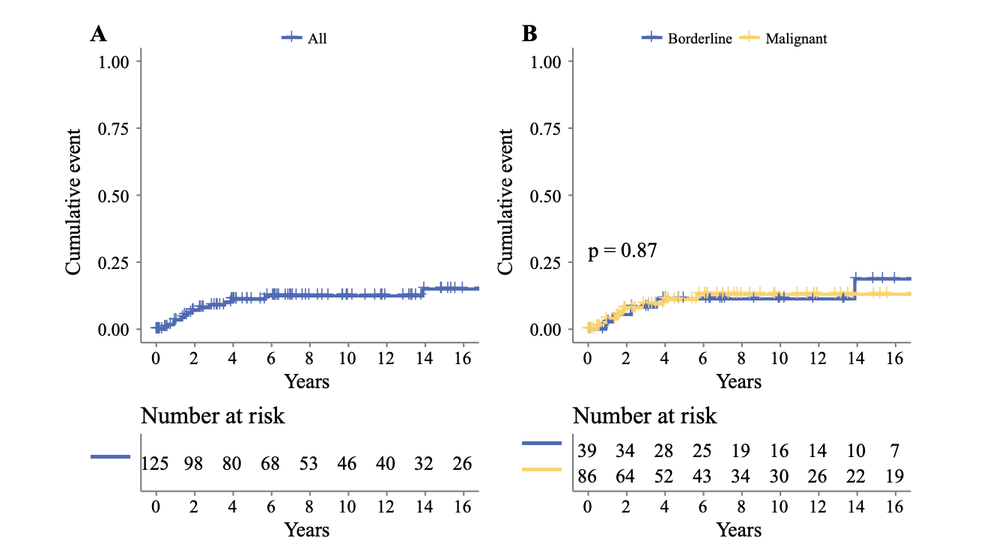 A
All
1.00
0.75
0.50
0.25
0.00
Cumulative event
0 2 4 6 8 10 12 14 16
Years
Number at risk
125 98 80 68 53 46 40 32 26
0 2 4 6 8 10 12 14 16
Years
B
Borderline Malignant
1.00
0.75
0.50
0.25
0.00
Cumulative event
p = 0.87
0 2 4 6 8 10 12 14 16
Years
Number at risk
39 34 28 25 19 16 14 10 7
86 64 52 43 34 30 26 22 19
0 2 4 6 8 10 12 14 16
Years